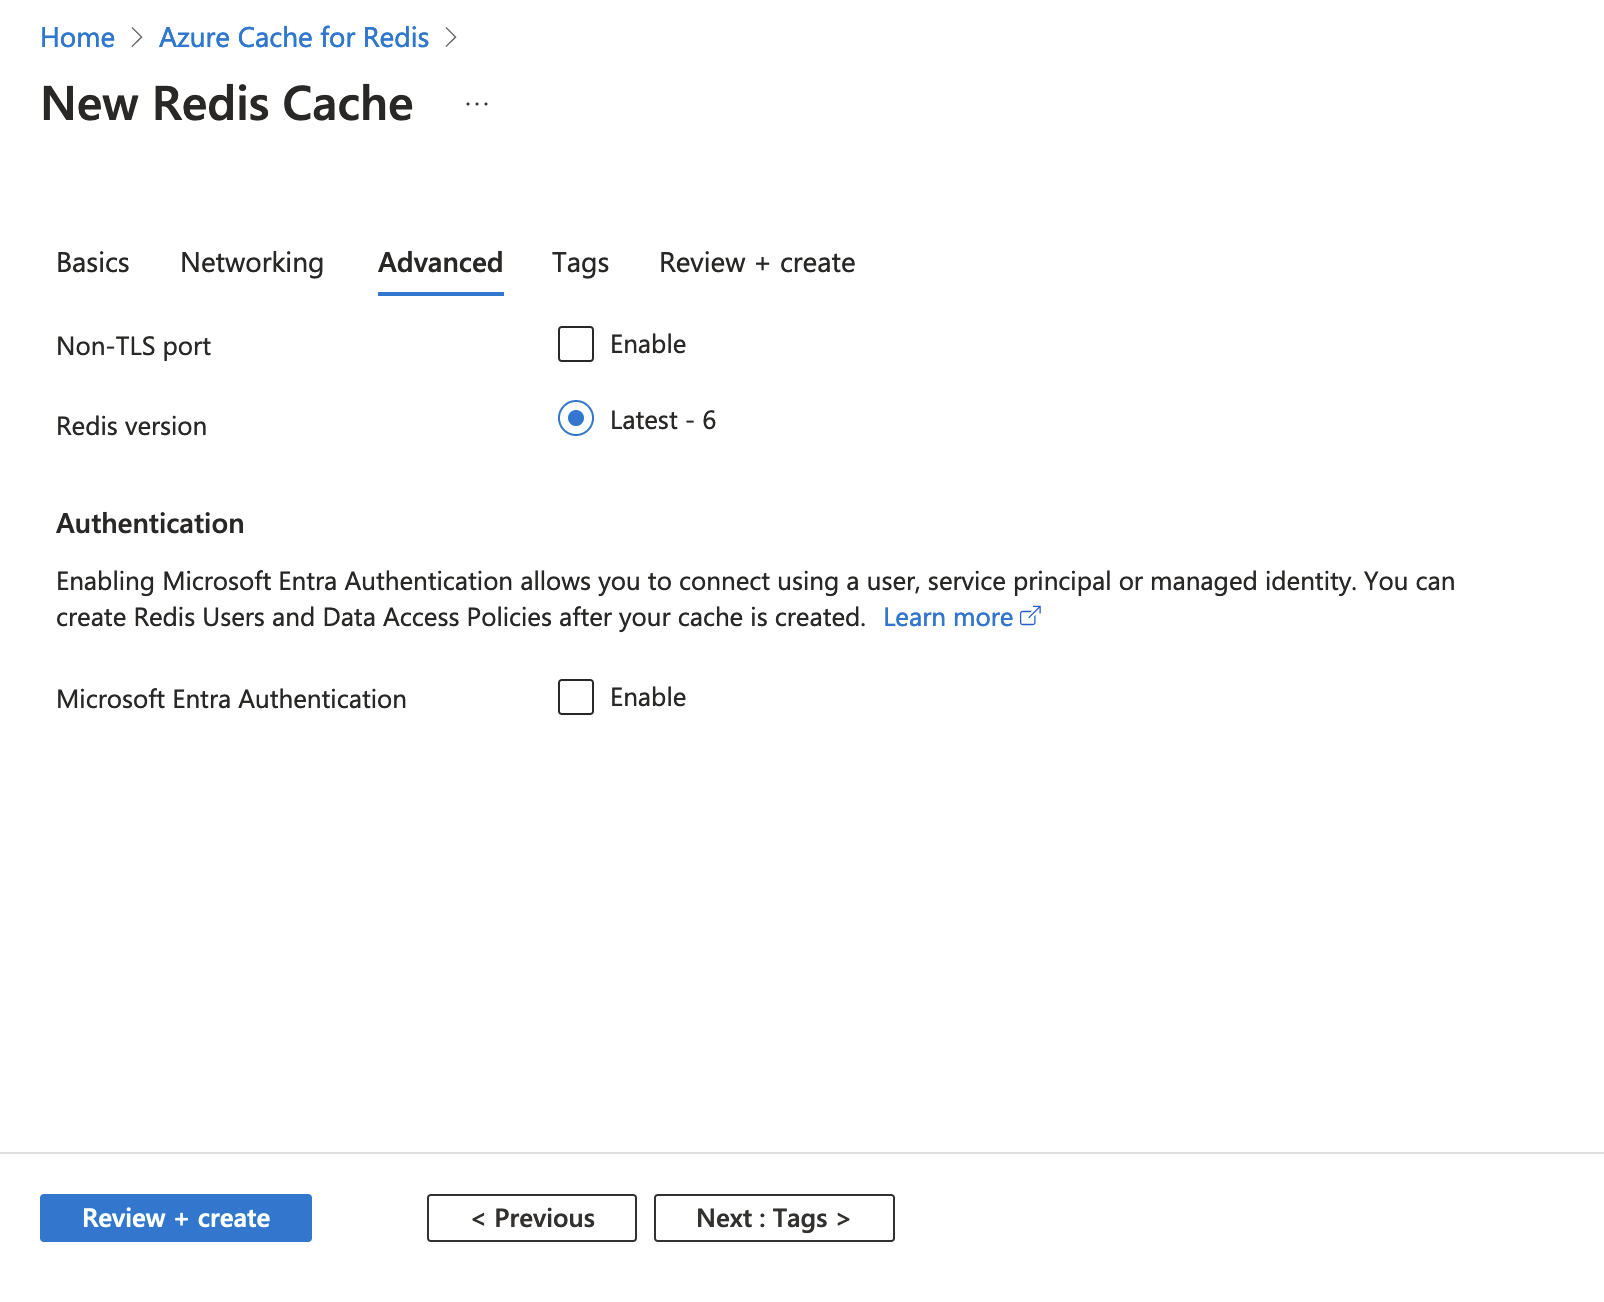 Home > Azure Cache for Redis >
New Redis Cache ...
Basics Networking Advanced Tags Review + create
Non-TLS port Enable
Redis version Latest - 6
Authentication
Enabling Microsoft Entra Authentication allows you to connect using a user, service principal or managed identity. You can
create Redis Users and Data Access Policies after your cache is created. Learn more
Microsoft Entra Authentication Enable
Review + create < Previous Next : Tags >